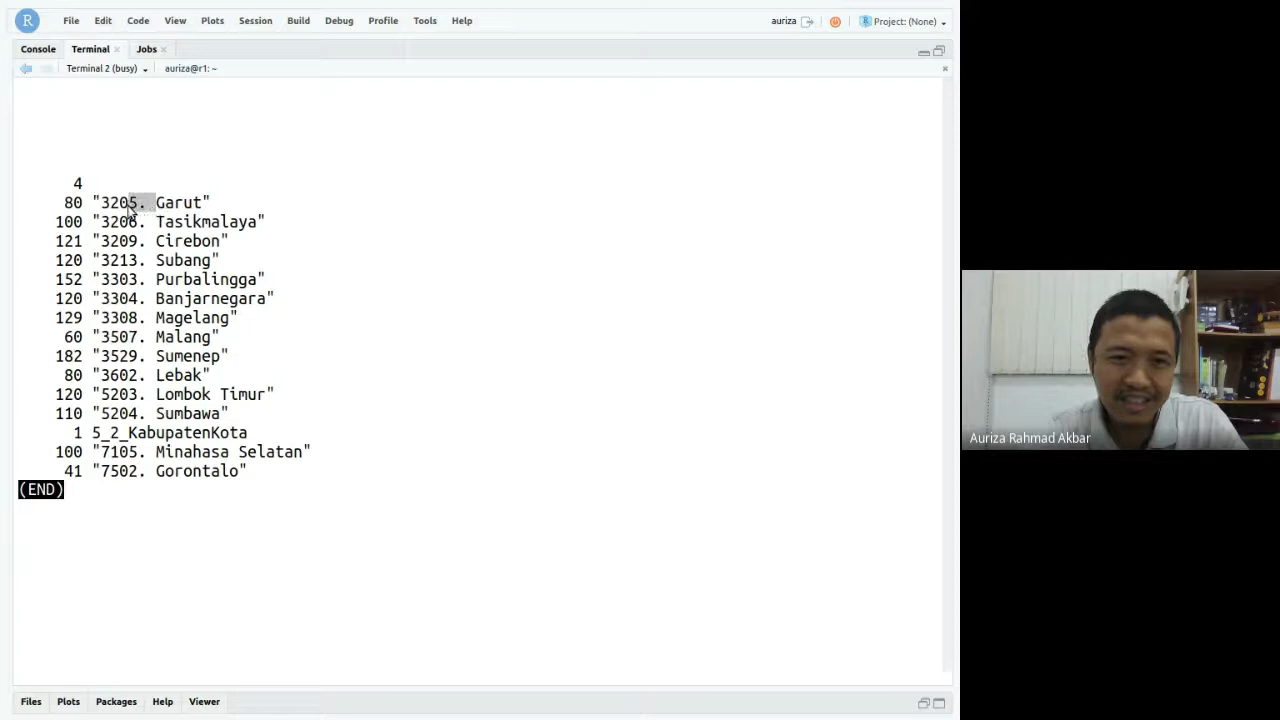 File Edit Code View Plots Session Build Debug Profile Tools Help
auriza
Project: (None)
Console Terminal Jobs
Terminal 2 (busy) auriza@r1: ~
4
80 "3205. Garut"
100 "3206. Tasikmalaya"
121 "3209. Cirebon"
120 "3213. Subang"
152 "3303. Purbalingga"
120 "3304. Banjarnegara"
129 "3308. Magelang"
60 "3507. Malang"
182 "3529. Sumenep"
80 "3602. Lebak"
120 "5203. Lombok Timur"
110 "5204. Sumbawa"
1 5_2_KabupatenKota
100 "7105. Minahasa Selatan"
41 "7502. Gorontalo"
(END)
Files Plots Packages Help Viewer
Auriza Rahmad Akbar